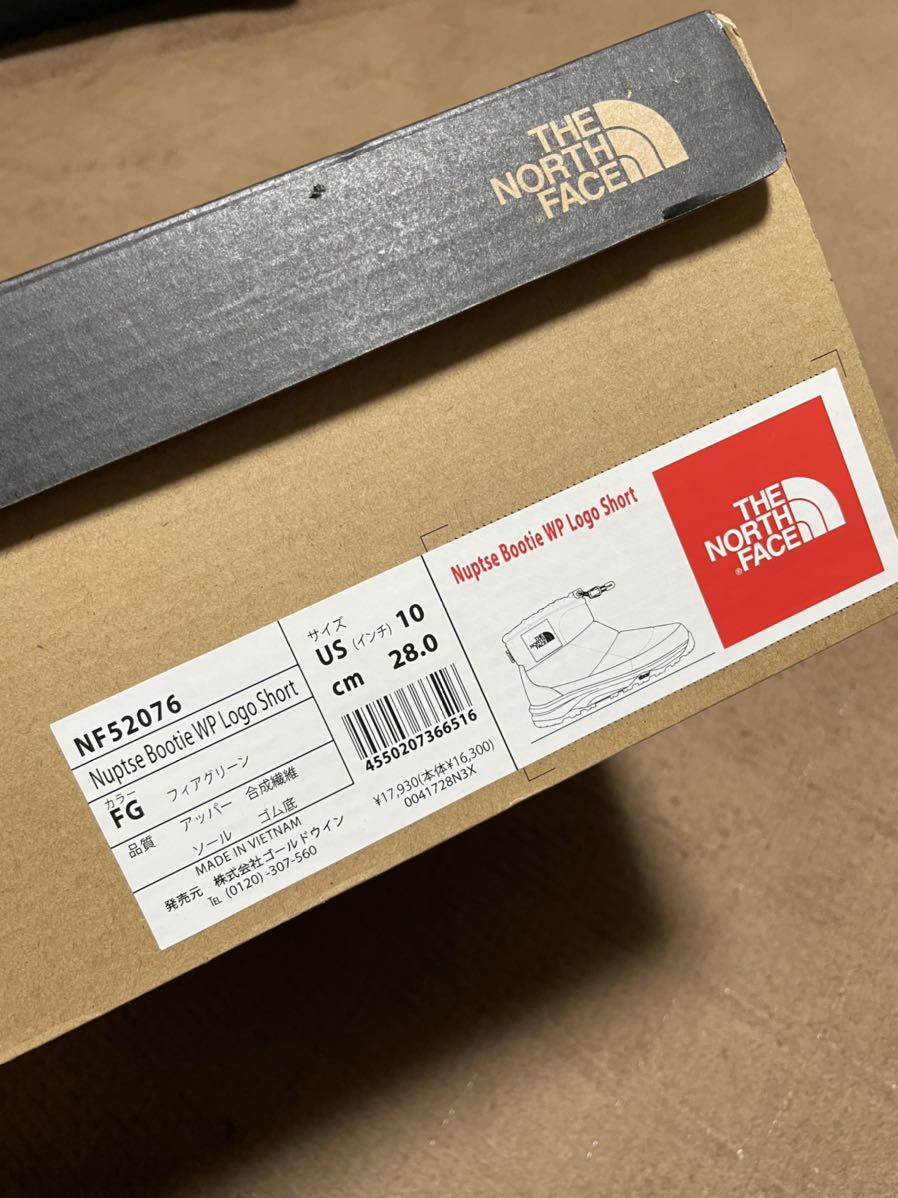 THE
NORTH
FACE
®
NF52076
Nuptse Bootie WP Logo Short
カラー
FG フィアグリーン
品質 アッパー 合成繊維
ソール ゴム底
MADE IN VIETNAM
発売元 株式会社ゴールドウイン
TEL (0120)-307-560
サイズ
US (インチ) 10
cm 28.0
4550207366516
¥17,930(本体¥16,300)
0041728N3X
Nuptse Bootie WP Logo Short
THE
NORTH
FACE
THE
NORTH
FACE
®